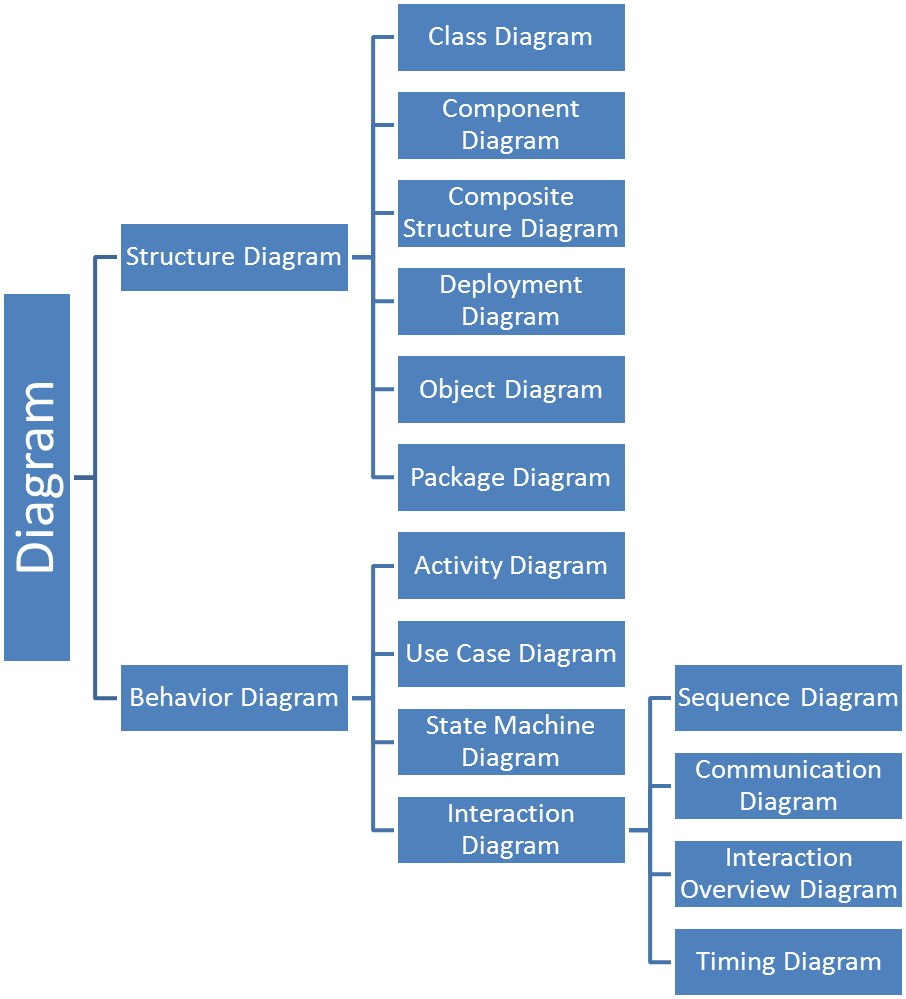 Diagram
Structure Diagram
Class Diagram
Component
Diagram
Composite
Structure Diagram
Deployment
Diagram
Object Diagram
Package Diagram
Behavior Diagram
Activity Diagram
Use Case Diagram
State Machine
Diagram
Interaction
Diagram
Sequence Diagram
Communication
Diagram
Interaction
Overview Diagram
Timing Diagram